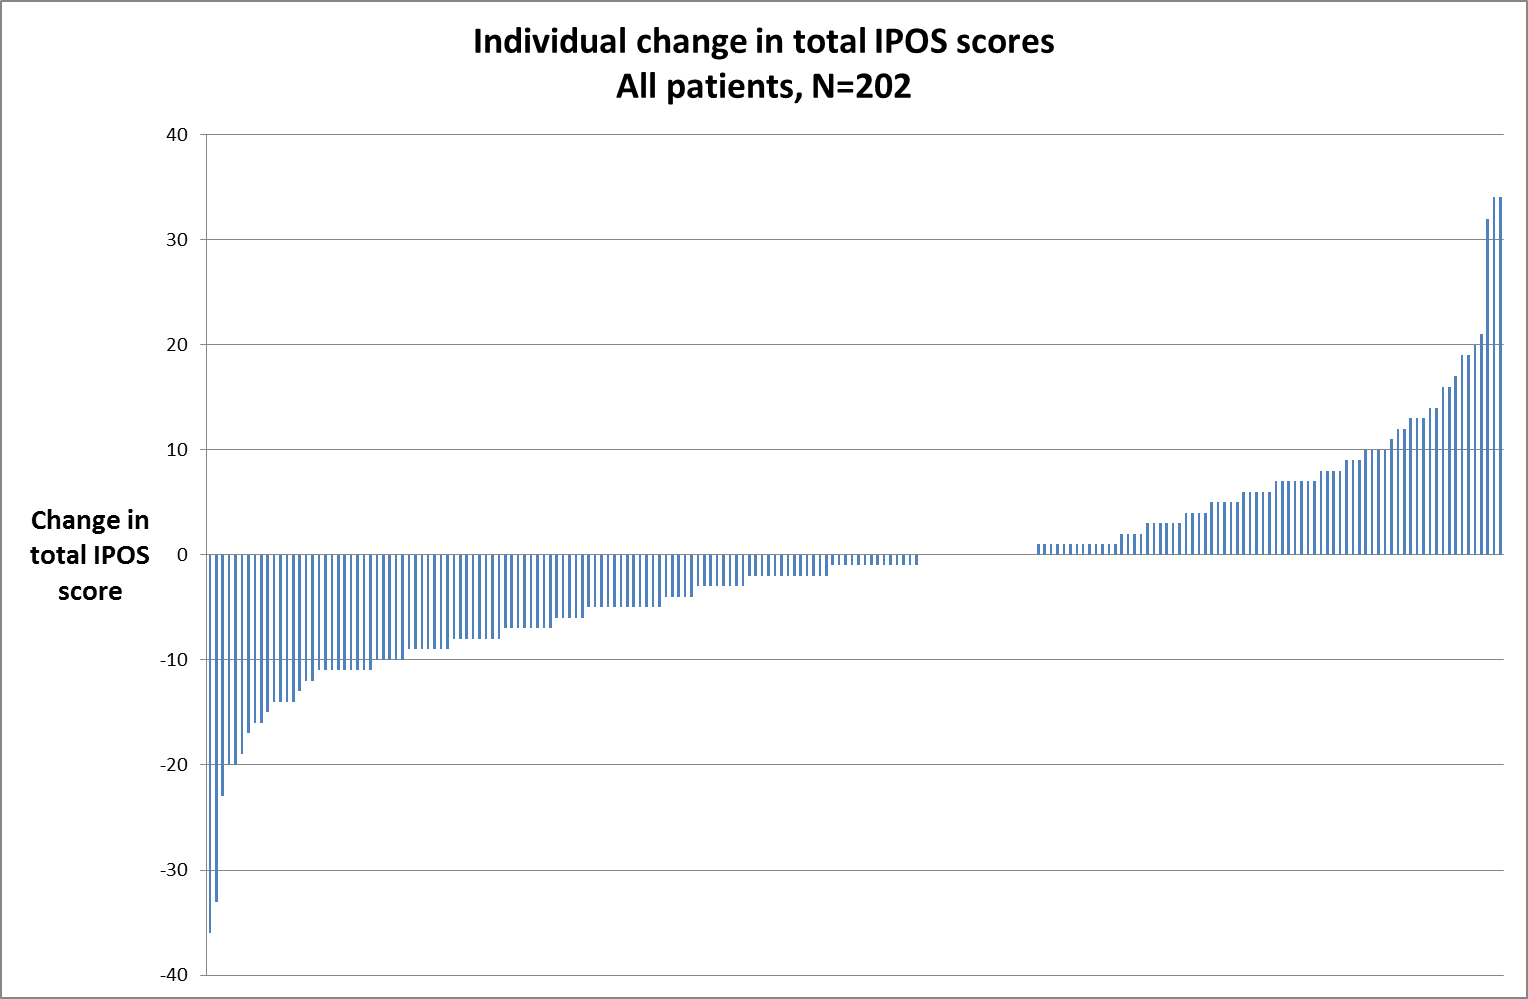 Individual change in total IPOS scores
All patients, N=202
40
30
20
10
0
-10
-20
-30
-40
Change in
total IPOS
score